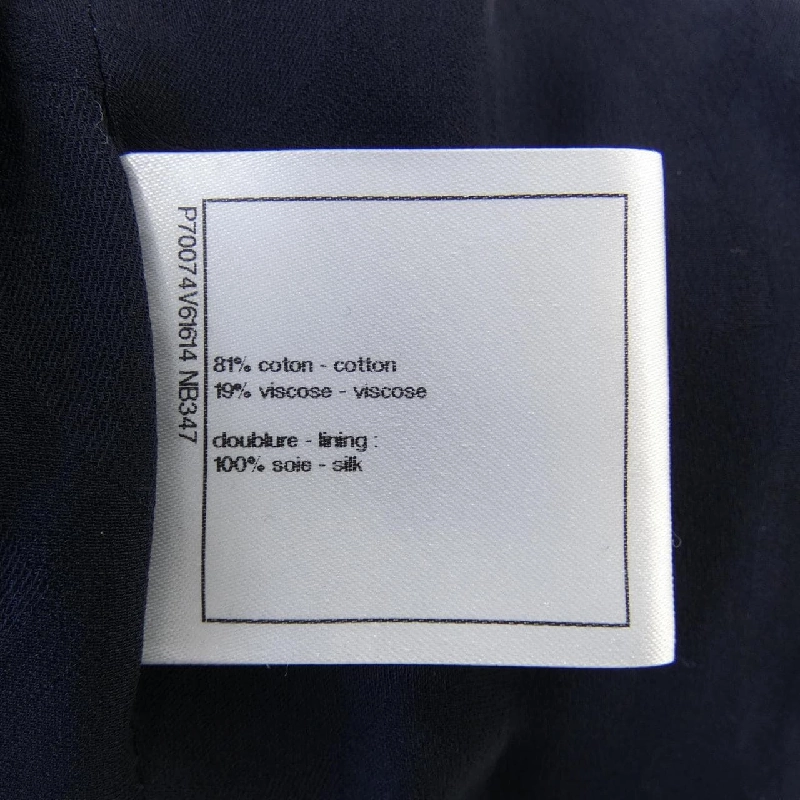 P70074V61614 NB347
81% coton - cotton
19% viscose - viscose
doublure - lining :
100% soie - silk